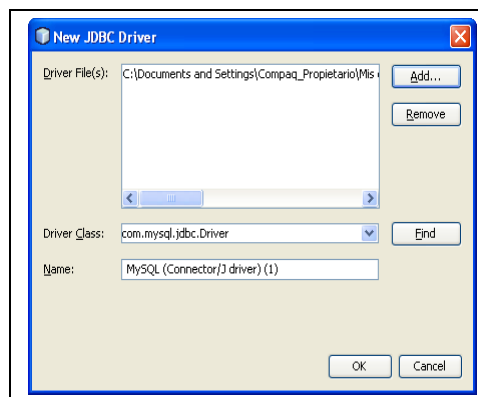 New JDBC Driver
Driver File(s):
C:\Documents and Settings\Compaq_Propietario\Mis
Add...
Remove
Driver Class:
com.mysql.jdbc.Driver
Find
Name:
MySQL (Connector/J driver) (1)
OK
Cancel